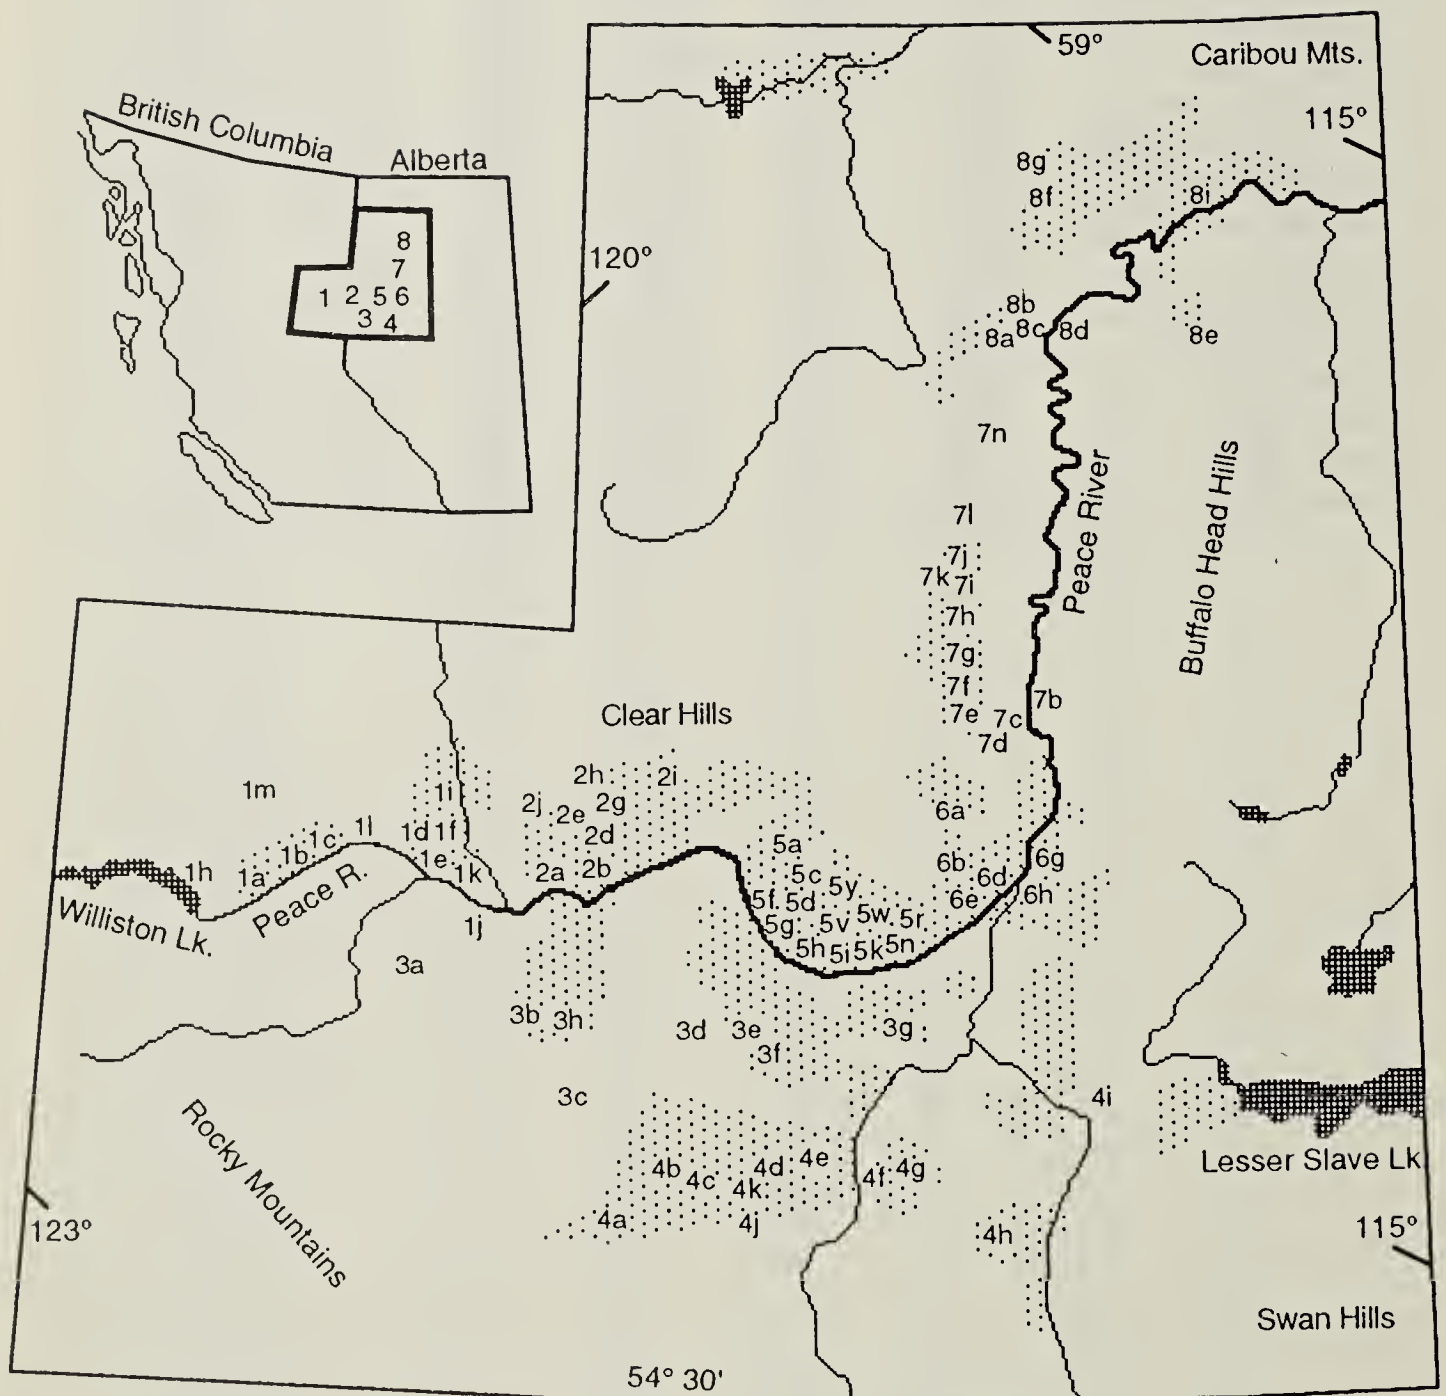 59°
Caribou Mts.
British Columbia
Alberta
115°
8g
8f
8i
120°
8
7
1 2 5 6
3 4
8b
8a 8c 8d
8e
7n
Peace River
Buffalo Head Hills
7l
7j
7k 7i
7h
7g
7f
7e 7c 7b
7d
Clear Hills
1m
1i
2h 2i
2j 2e 2g
2d
6a
1a 1b 1c 1l 1d 1f
1h
1e 1k
2a 2b
5a
5c 5y
5f 5d
5g 5v 5w 5r
5h 5i 5k 5n
6b 6d 6g
6e 6h
Williston Lk.
Peace R.
1j
3a
3b 3h
3d 3e 3g
3f
3c
4i
Rocky Mountains
4b 4c 4d 4e
4k
4f 4g
4a 4j
4h
Lesser Slave Lk
123°
115°
Swan Hills
54° 30'